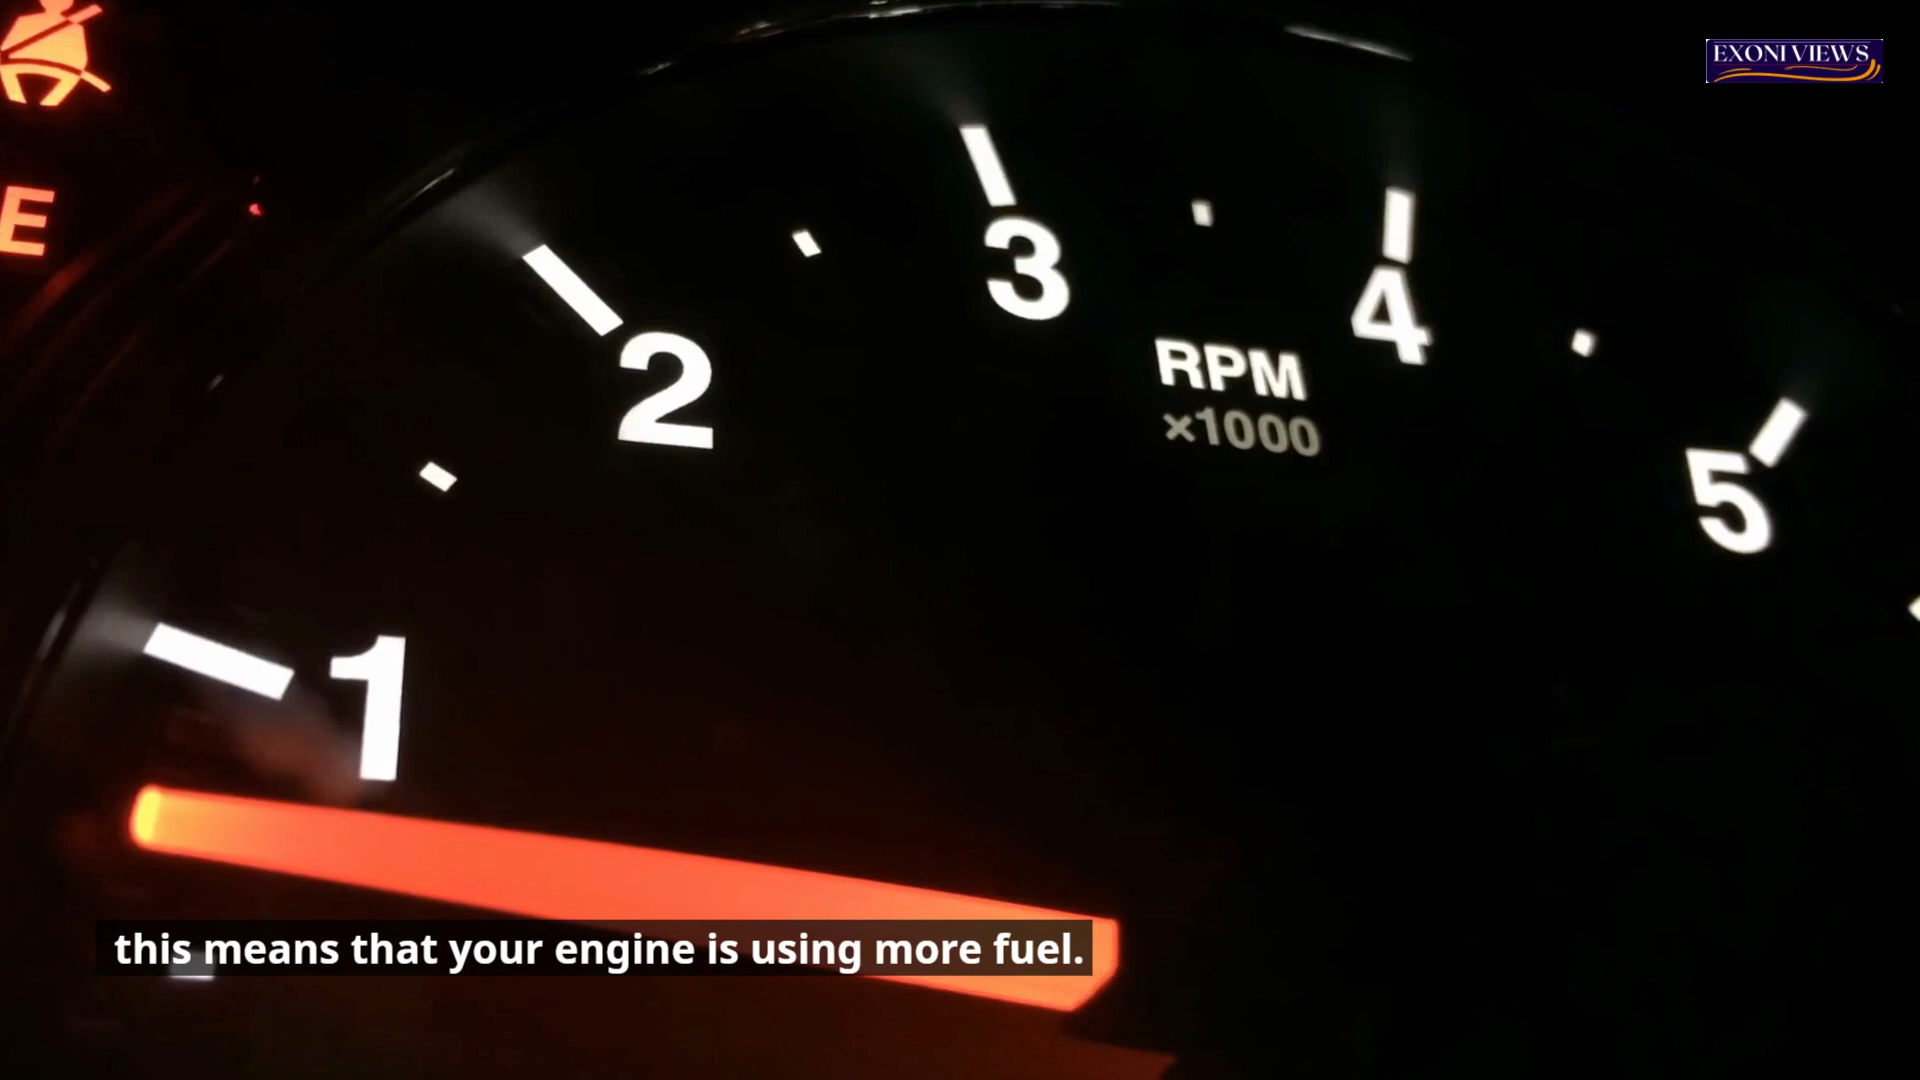 EXONI VIEWS
E
3
4
2
RPM
×1000
5
1
this means that your engine is using more fuel.